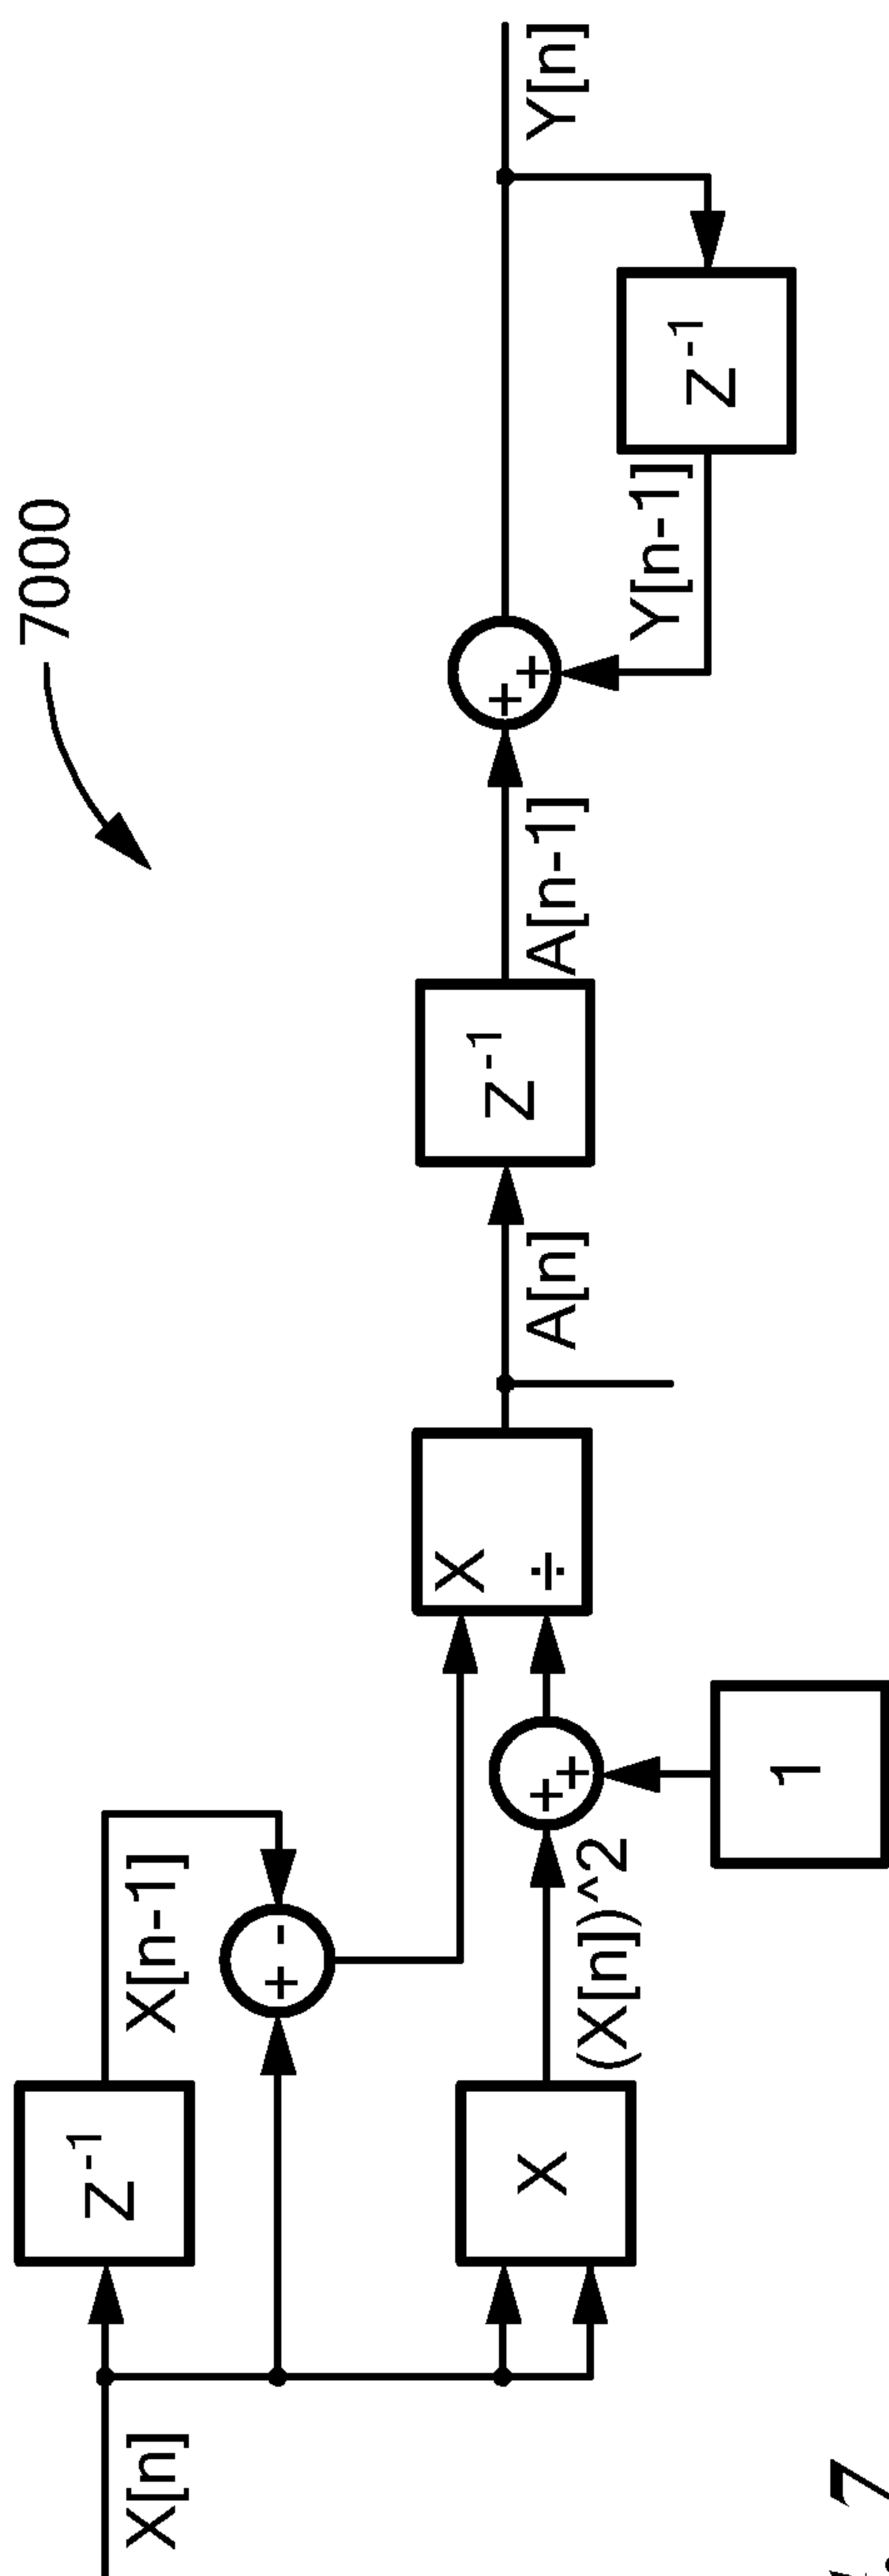 7000
X[n]
Z-1
X[n-1]
+
-
X
(X[n])^2
+
+
1
X
÷
A[n]
Z-1
A[n-1]
+
+
Y[n-1]
Z-1
Y[n]
7